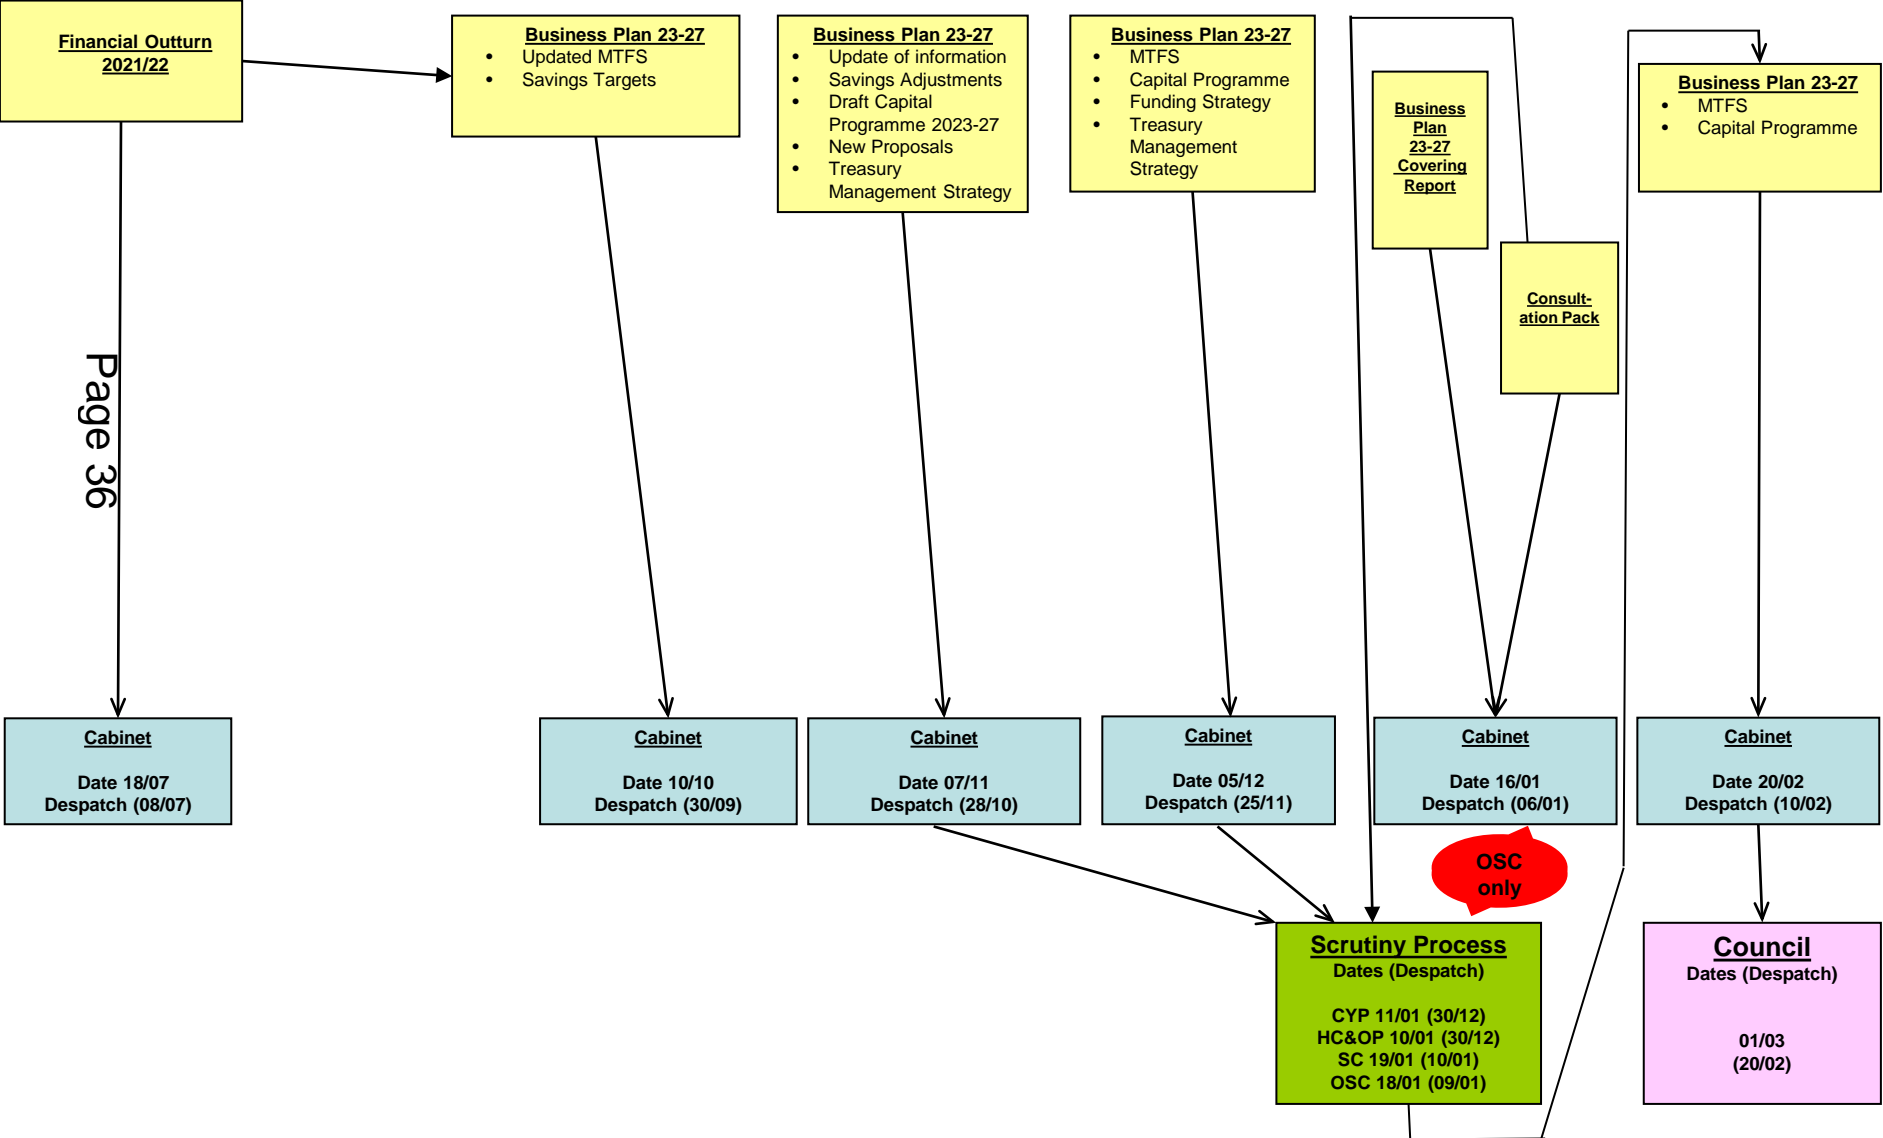 Financial Outturn
2021/22
Business Plan 23-27
• Updated MTFS
• Savings Targets
Business Plan 23-27
• Update of information
• Savings Adjustments
• Draft Capital
Programme 2023-27
• New Proposals
• Treasury
Management Strategy
Business Plan 23-27
• MTFS
• Capital Programme
• Funding Strategy
• Treasury
Management
Strategy
Business
Plan
23-27
Covering
Report
Consult-
ation Pack
Business Plan 23-27
• MTFS
• Capital Programme
Page 36
Cabinet
Date 18/07
Despatch (08/07)
Cabinet
Date 10/10
Despatch (30/09)
Cabinet
Date 07/11
Despatch (28/10)
Cabinet
Date 05/12
Despatch (25/11)
Cabinet
Date 16/01
Despatch (06/01)
Cabinet
Date 20/02
Despatch (10/02)
OSC
only
Scrutiny Process
Dates (Despatch)
CYP 11/01 (30/12)
HC&OP 10/01 (30/12)
SC 19/01 (10/01)
OSC 18/01 (09/01)
Council
Dates (Despatch)
01/03
(20/02)